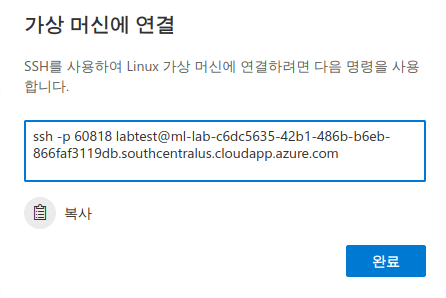 가상 머신에 연결
SSH를 사용하여 Linux 가상 머신에 연결하려면 다음 명령을 사용
합니다.
ssh -p 60818 labtest@ml-lab-c6dc5635-42b1-486b-b6eb-
866faf3119db.southcentralus.cloudapp.azure.com
복사
완료